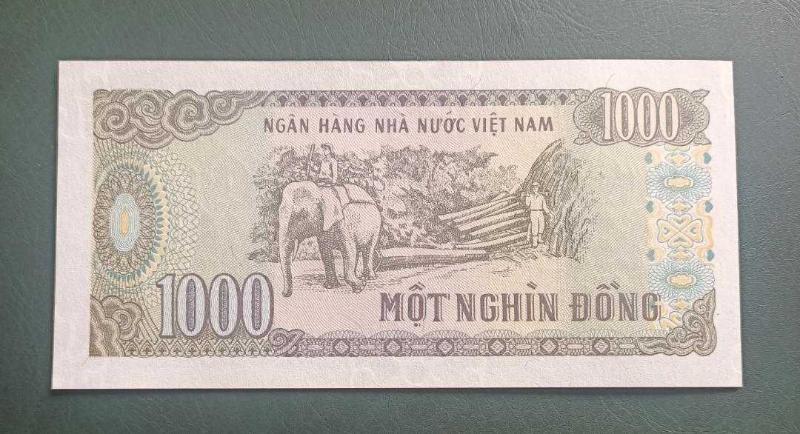 NGÂN HÀNG NHÀ NƯỚC VIỆT NAM
1000
1000
MỘT NGHÌN ĐỒNG